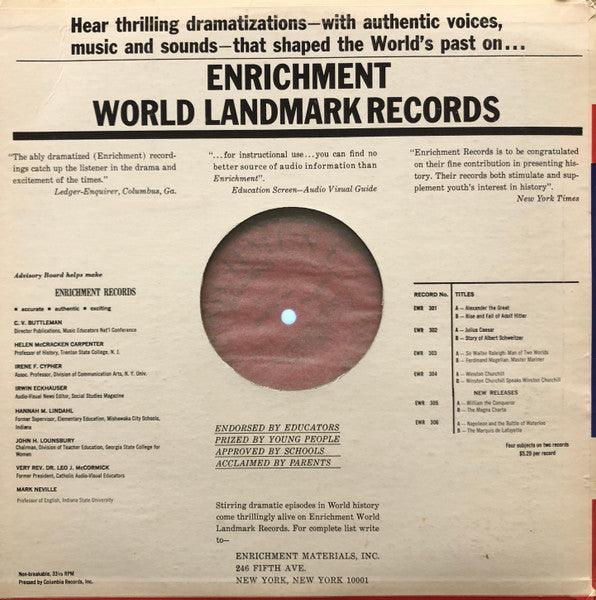 Hear thrilling dramatizations—with authentic voices,
music and sounds—that shaped the World's past on...
ENRICHMENT
WORLD LANDMARK RECORDS
"The ably dramatized (Enrichment) record-
ings catch up the listener in the drama and
excitement of the times."
Ledger-Enquirer, Columbus, Ga.
"...for instructional use...you can find no
better source of audio information than
Enrichment".
Education Screen—Audio Visual Guide
"Enrichment Records is to be congratulated
on their fine contribution in presenting his-
tory. Their records both stimulate and sup-
plement youth's interest in history".
New York Times
Advisory Board helps make
ENRICHMENT RECORDS
• accurate • authentic • exciting
C. V. BUTTLEMAN
Director Publications, Music Educators Nat'l Conference
HELEN McCRACKEN CARPENTER
Professor of History, Trenton State College, N. J.
IRENE F. CYPHER
Assoc. Professor, Division of Communication Arts, N. Y. Univ.
IRWIN ECKHAUSER
Audio-Visual News Editor, Social Studies Magazine
HANNAH M. LINDAHL
Former Supervisor, Elementary Education, Mishawaka City Schools,
Indiana
JOHN H. LOUNSBURY
Chairman, Division of Teacher Education, Georgia State College for
Women
VERY REV. DR. LEO J. McCORMICK
Former President, Catholic Audio-Visual Educators
MARK NEVILLE
Professor of English, Indiana State University
Non-breakable, 33⅓ RPM
Pressed by Columbia Records, Inc.
ENDORSED BY EDUCATORS
PRIZED BY YOUNG PEOPLE
APPROVED BY SCHOOLS
ACCLAIMED BY PARENTS
Stirring dramatic episodes in World history
come thrillingly alive on Enrichment World
Landmark Records. For complete list write
to—
ENRICHMENT MATERIALS, INC.
246 FIFTH AVE.
NEW YORK, NEW YORK 10001
RECORD No. TITLES
EWR 301 A — Alexander the Great
B — Rise and Fall of Adolf Hitler
EWR 302 A — Julius Caesar
B — Story of Albert Schweitzer
EWR 303 A — Sir Walter Raleigh: Man of Two Worlds
B — Ferdinand Magellan, Master Mariner
EWR 304 A — Winston Churchill
B — Winston Churchill Speaks Winston Churchill
NEW RELEASES
EWR 305 A — William the Conqueror
B — The Magna Charta
EWR 306 A — Napoleon and the Battle of Waterloo
B — The Marquis de Lafayette
Four subjects on two records
$5.20 per record